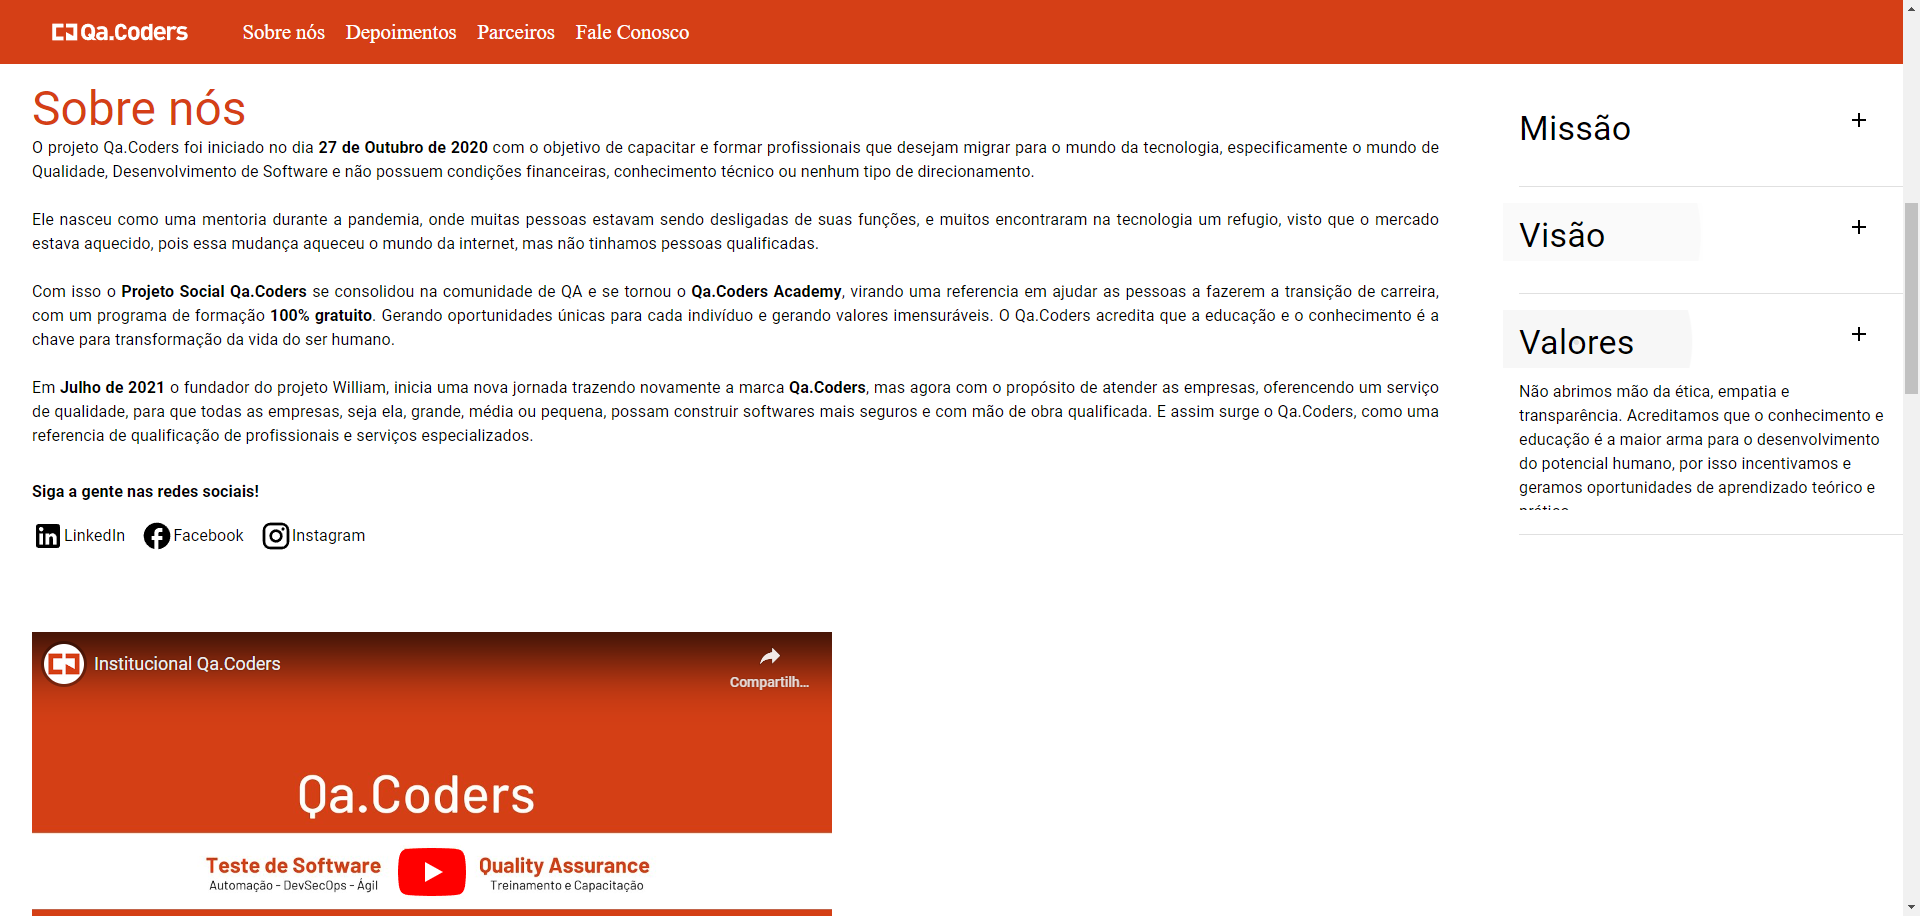 Qa.Coders
Sobre nós
Depoimentos
Parceiros
Fale Conosco
Sobre nós
O projeto Qa.Coders foi iniciado no dia 27 de Outubro de 2020 com o objetivo de capacitar e formar profissionais que desejam migrar para o mundo da tecnologia, especificamente o mundo de
Qualidade, Desenvolvimento de Software e não possuem condições financeiras, conhecimento técnico ou nenhum tipo de direcionamento.
Ele nasceu como uma mentoria durante a pandemia, onde muitas pessoas estavam sendo desligadas de suas funções, e muitos encontraram na tecnologia um refugio, visto que o mercado
estava aquecido, pois essa mudança aqueceu o mundo da internet, mas não tinhamos pessoas qualificadas.
Com isso o Projeto Social Qa.Coders se consolidou na comunidade de QA e se tornou o Qa.Coders Academy, virando uma referencia em ajudar as pessoas a fazerem a transição de carreira,
com um programa de formação 100% gratuito. Gerando oportunidades únicas para cada indivíduo e gerando valores imensuráveis. O Qa.Coders acredita que a educação e o conhecimento é a
chave para transformação da vida do ser humano.
Em Julho de 2021 o fundador do projeto William, inicia uma nova jornada trazendo novamente a marca Qa.Coders, mas agora com o propósito de atender as empresas, oferencendo um serviço
de qualidade, para que todas as empresas, seja ela, grande, média ou pequena, possam construir softwares mais seguros e com mão de obra qualificada. E assim surge o Qa.Coders, como uma
referencia de qualificação de profissionais e serviços especializados.
Siga a gente nas redes sociais!
LinkedIn
Facebook
Instagram
Missão
Visão
Valores
Não abrimos mão da ética, empatia e
transparência. Acreditamos que o conhecimento e
educação é a maior arma para o desenvolvimento
do potencial humano, por isso incentivamos e
geramos oportunidades de aprendizado teórico e
Institucional Qa.Coders
Compartilh...
Qa.Coders
Teste de Software
Automação - DevSecOps - Ágil
Quality Assurance
Treinamento e Capacitação